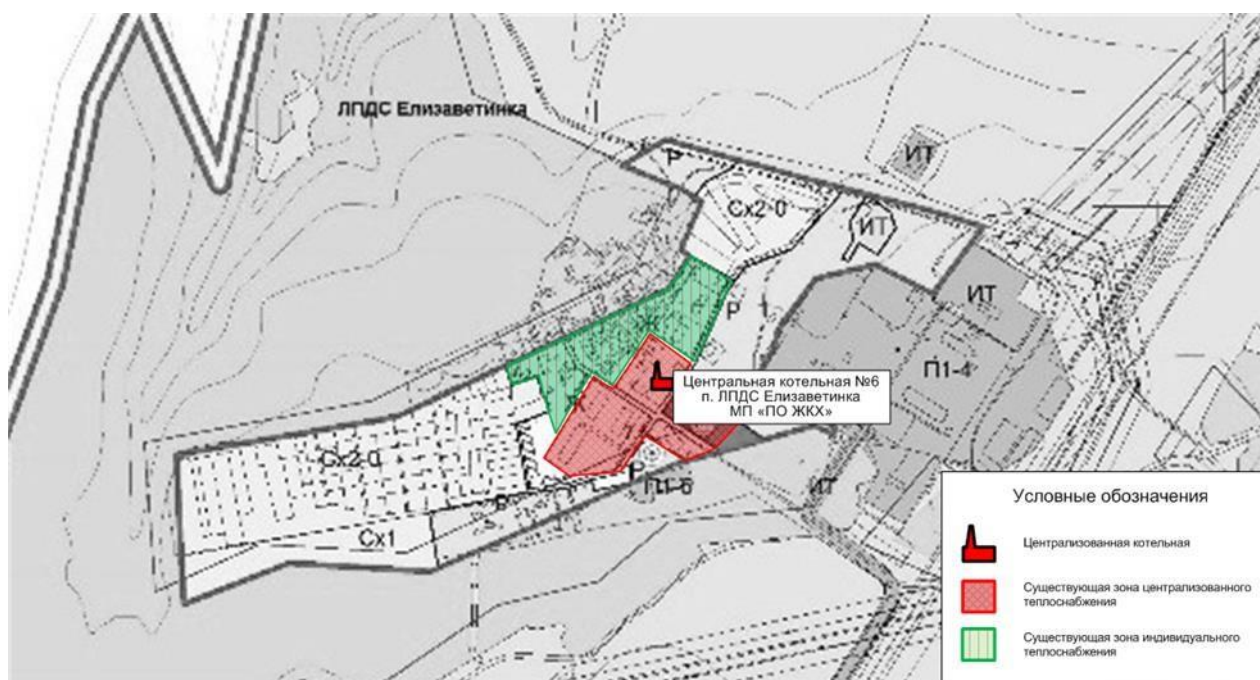 ЛПДС Елизаветинка
ИТ
Р
Сх2-0
ИТ
ИТ
Р
П1-4
Центральная котельная №6
п. ЛПДС Елизаветинка
МП «ПО ЖКХ»
Сх2-0
Р
П1-6
ИТ
Сх1
Условные обозначения
Централизованная котельная
Существующая зона централизованного
теплоснабжения
Существующая зона индивидуального
теплоснабжения